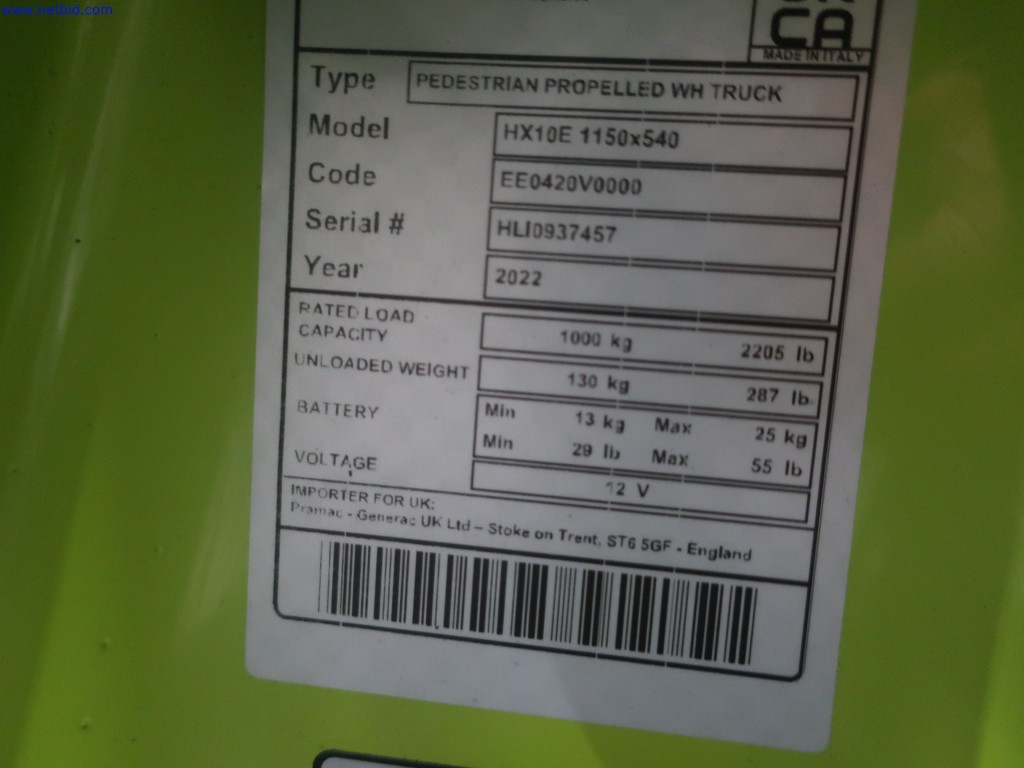 www.netbid.com
CA
MADE IN ITALY
Type PEDESTRIAN PROPELLED WH TRUCK
Model HX10E 1150x540
Code EE0420V0000
Serial # HLI0937457
Year 2022
RATED LOAD CAPACITY 1000 kg 2205 lb
UNLOADED WEIGHT 130 kg 287 lb
BATTERY Min 13 kg Max 25 kg
Min 29 lb Max 55 lb
VOLTAGE 12 V
IMPORTER FOR UK:
Pramac - Generac UK Ltd – Stoke on Trent, ST6 5GF - England